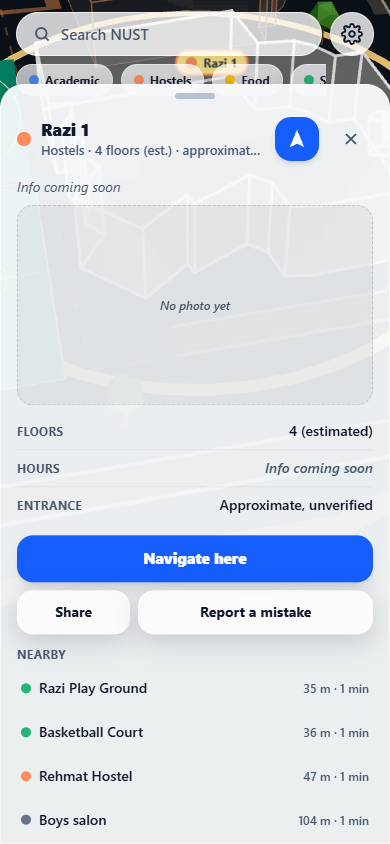 Search NUST
Razi 1
Academic
Hostels
Food
S
Razi 1
Hostels · 4 floors (est.) · approximat...
Info coming soon
No photo yet
FLOORS 4 (estimated)
HOURS Info coming soon
ENTRANCE Approximate, unverified
Navigate here
Share
Report a mistake
NEARBY
Razi Play Ground 35 m · 1 min
Basketball Court 36 m · 1 min
Rehmat Hostel 47 m · 1 min
Boys salon 104 m · 1 min